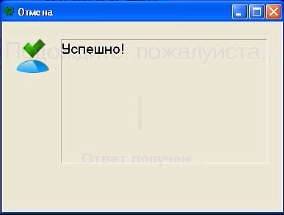 Отмена
Успешно!
Подождите, пожалуйста...
Ответ получен...